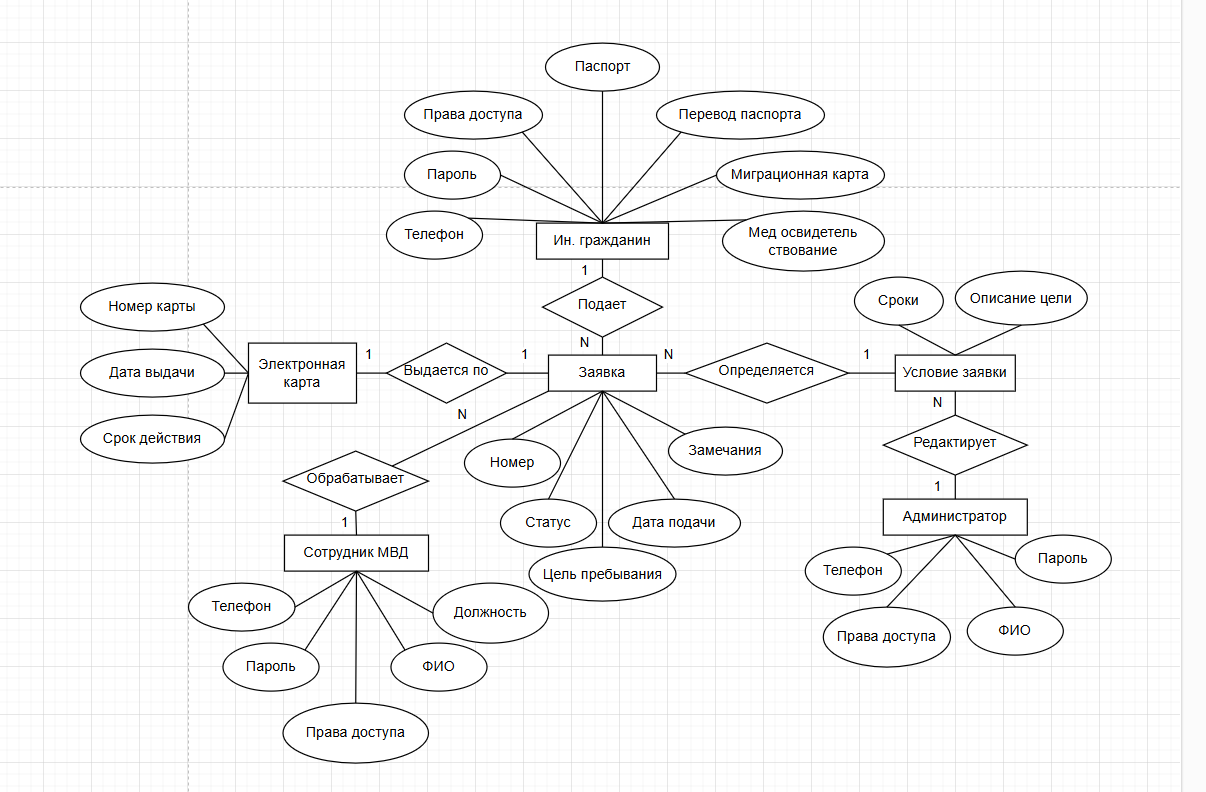 Паспорт
Права доступа
Перевод паспорта
Пароль
Миграционная карта
Телефон
Ин. гражданин
Мед освидетель
ствование
1
Подает
N
Номер карты
Дата выдачи
Срок действия
Электронная
карта
1
Выдается по
1
Заявка
N
Определяется
1
Условие заявки
Сроки
Описание цели
N
Редактирует
1
Администратор
Телефон
Пароль
Права доступа
ФИО
N
Обрабатывает
1
Сотрудник МВД
Номер
Замечания
Статус
Дата подачи
Цель пребывания
Телефон
Должность
Пароль
ФИО
Права доступа